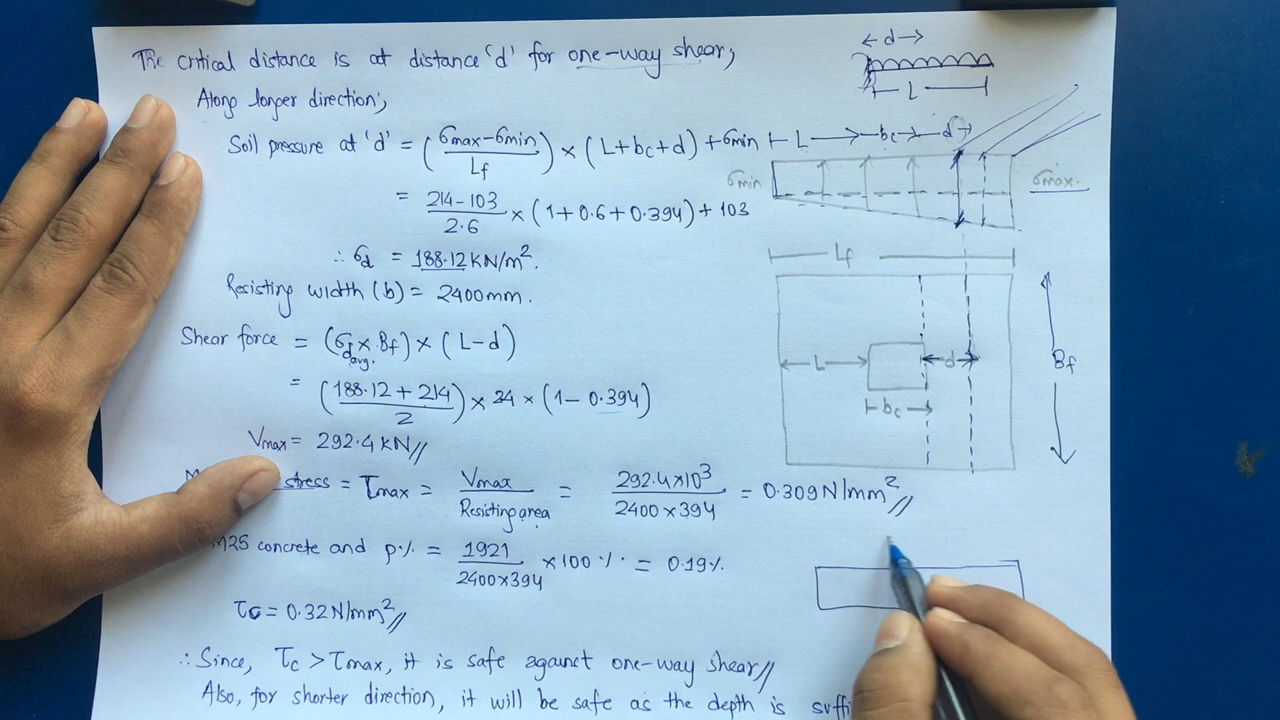 The critical distance is at distance 'd' for one-way shear,
← d →
L
Along longer direction,
Soil pressure at 'd' = (σmax-σmin / Lf) × (L+bc+d) + σmin
L bc d
= 214-103 / 2.6 × (1+0.6+0.394) + 103
σmin σmax.
∴ σd = 188.12 KN/m².
Lf
Resisting width (b) = 2400mm.
Shear force = (σd avg. × Bf) × (L-d)
L d Bf
= (188.12 + 214 / 2) × 24 × (1 - 0.394)
bc
Vmax = 292.4 KN//
stress = τmax = Vmax / Resisting area = 292.4×10³ / 2400 × 394 = 0.309 N/mm²//
M25 concrete and p% = 1921 / 2400×394 × 100 % = 0.19%
τc = 0.32 N/mm²//
∴ Since, τc > τmax, it is safe against one-way shear//
Also, for shorter direction, it will be safe as the depth is suffi